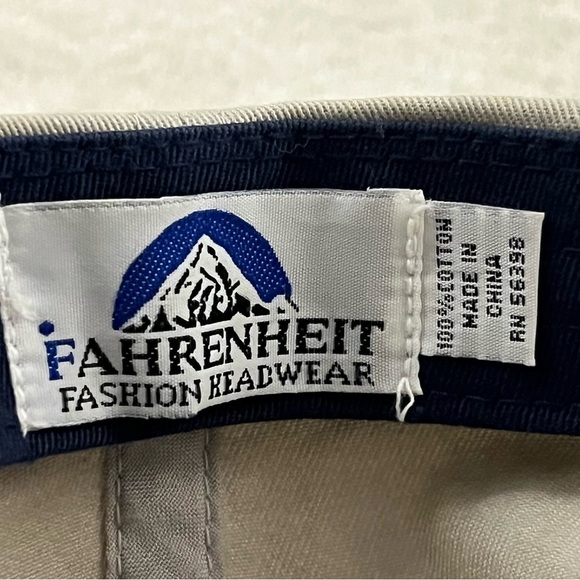 FAHRENHEIT
FASHION HEADWEAR
100% COTTON
MADE IN
CHINA
RN 56398